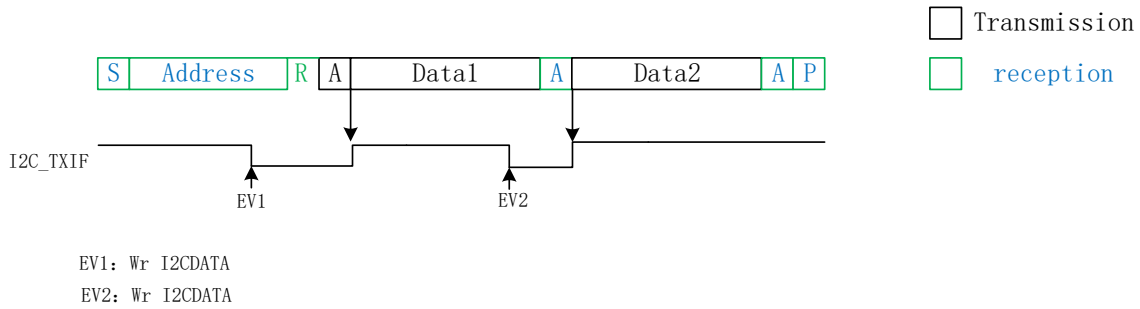 Transmission
S Address R A Data1 A Data2 A P
reception
I2C_TXIF
EV1 EV2
EV1: Wr I2CDATA
EV2: Wr I2CDATA